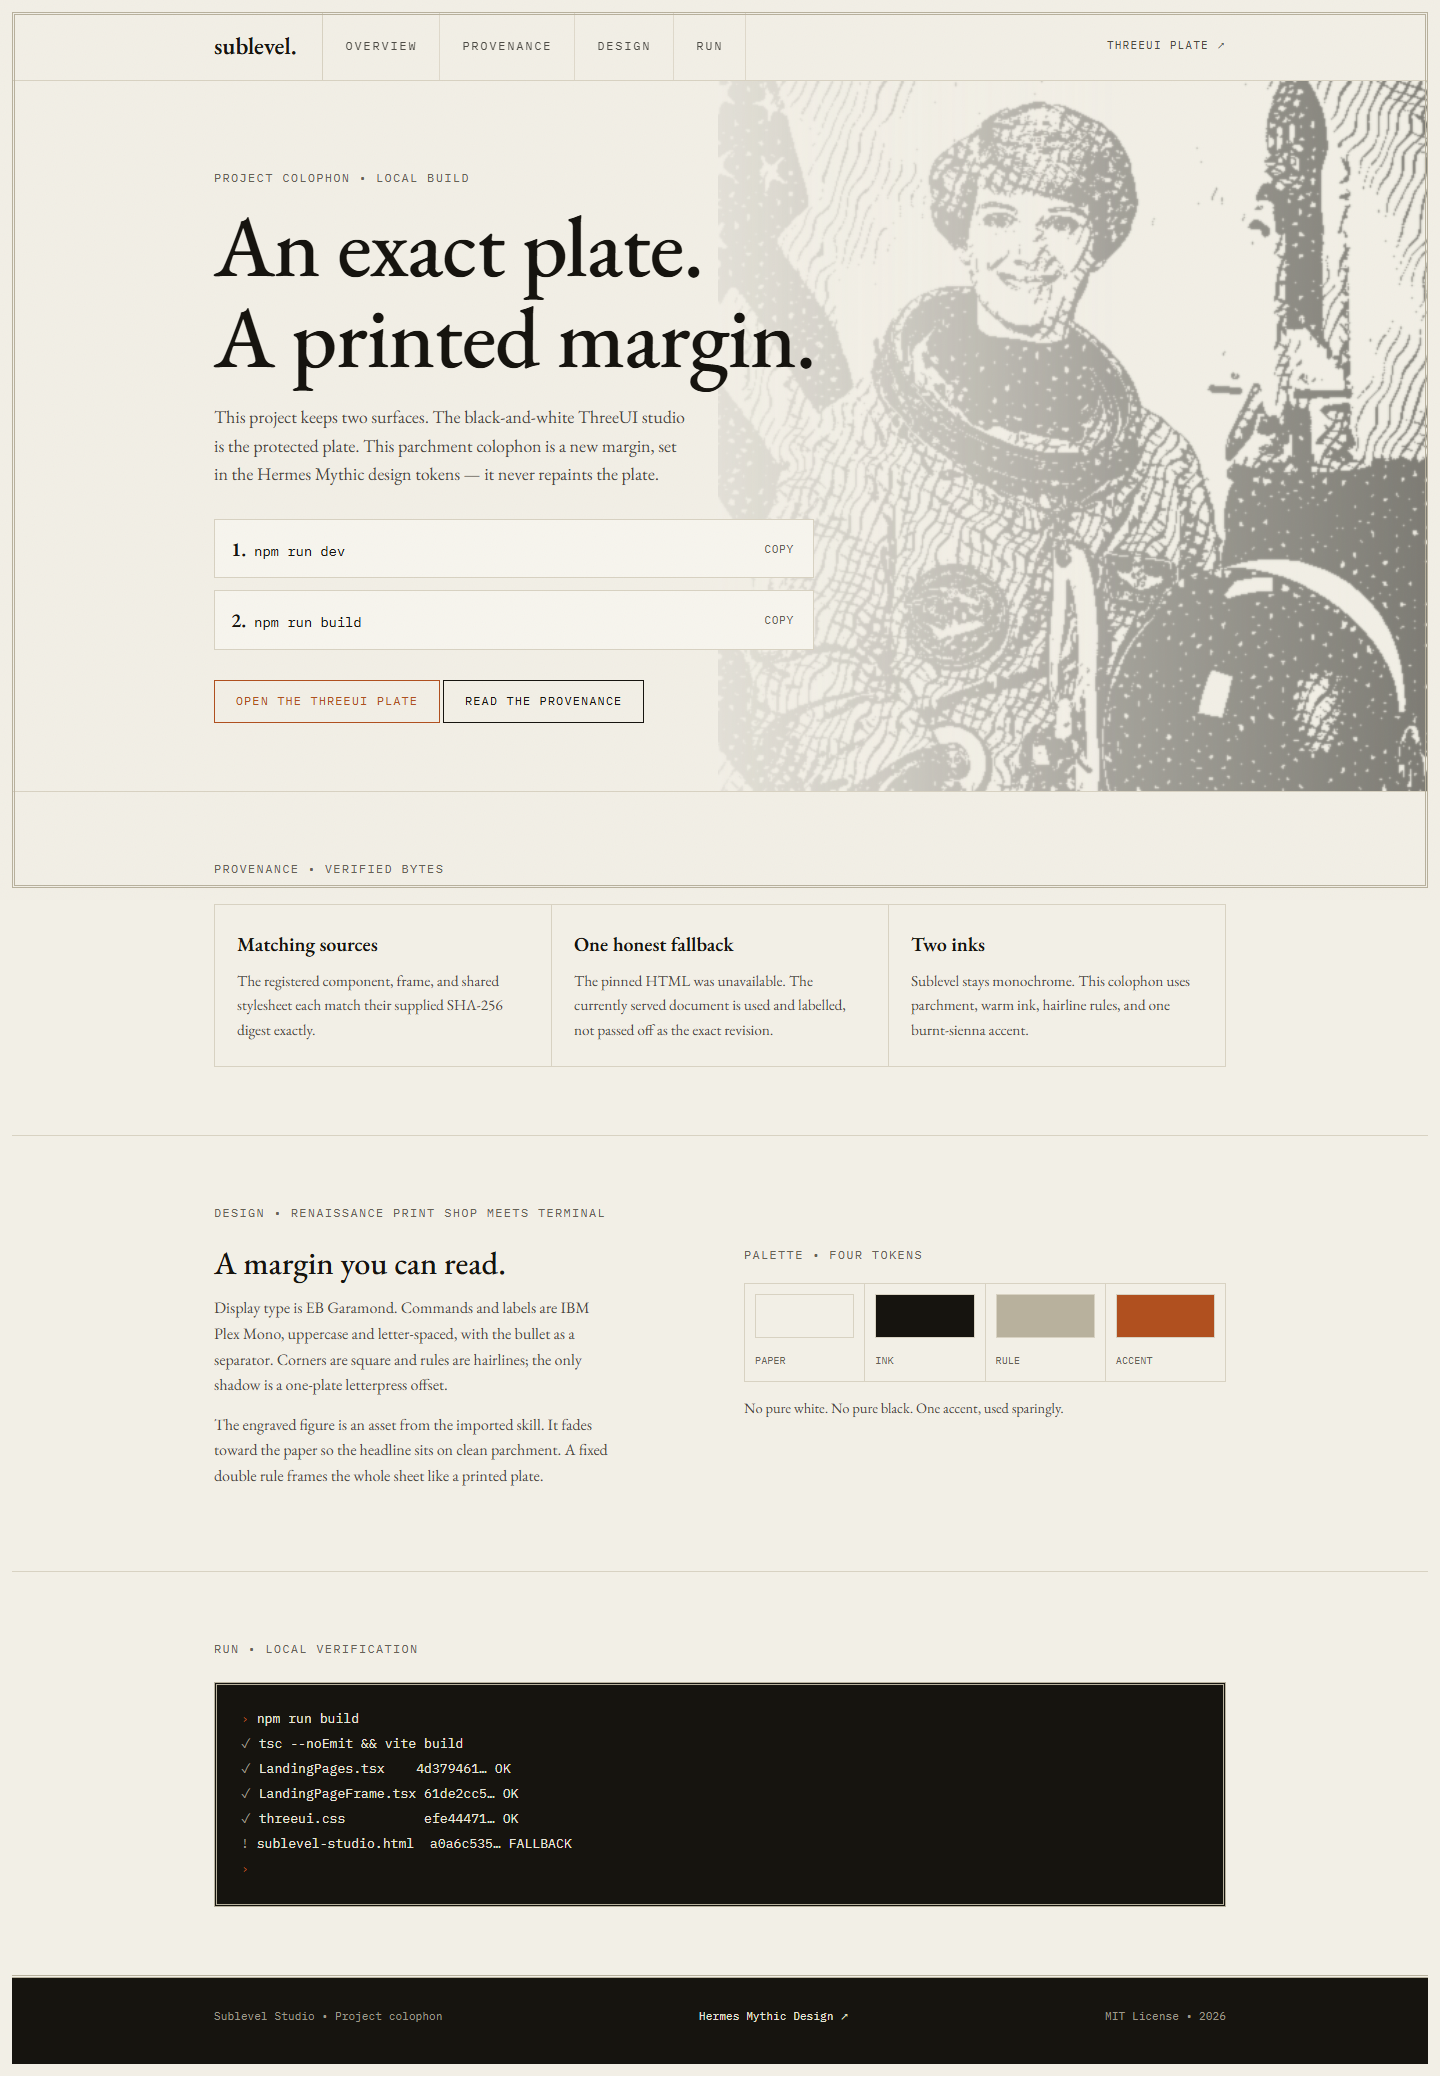 sublevel.
OVERVIEW
PROVENANCE
DESIGN
RUN
THREEUI PLATE ↗
PROJECT COLOPHON • LOCAL BUILD
An exact plate.
A printed margin.
This project keeps two surfaces. The black-and-white ThreeUI studio
is the protected plate. This parchment colophon is a new margin, set
in the Hermes Mythic design tokens — it never repaints the plate.
1. npm run dev
COPY
2. npm run build
COPY
OPEN THE THREEUI PLATE
READ THE PROVENANCE
PROVENANCE • VERIFIED BYTES
Matching sources
The registered component, frame, and shared
stylesheet each match their supplied SHA-256
digest exactly.
One honest fallback
The pinned HTML was unavailable. The
currently served document is used and labelled,
not passed off as the exact revision.
Two inks
Sublevel stays monochrome. This colophon uses
parchment, warm ink, hairline rules, and one
burnt-sienna accent.
DESIGN • RENAISSANCE PRINT SHOP MEETS TERMINAL
A margin you can read.
Display type is EB Garamond. Commands and labels are IBM
Plex Mono, uppercase and letter-spaced, with the bullet as a
separator. Corners are square and rules are hairlines; the only
shadow is a one-plate letterpress offset.
The engraved figure is an asset from the imported skill. It fades
toward the paper so the headline sits on clean parchment. A fixed
double rule frames the whole sheet like a printed plate.
PALETTE • FOUR TOKENS
PAPER
INK
RULE
ACCENT
No pure white. No pure black. One accent, used sparingly.
RUN • LOCAL VERIFICATION
› npm run build
✓ tsc --noEmit && vite build
✓ LandingPages.tsx    4d379461… OK
✓ LandingPageFrame.tsx 61de2cc5… OK
✓ threeui.css          efe44471… OK
! sublevel-studio.html  a0a6c535… FALLBACK
›
Sublevel Studio • Project colophon
Hermes Mythic Design ↗
MIT License • 2026